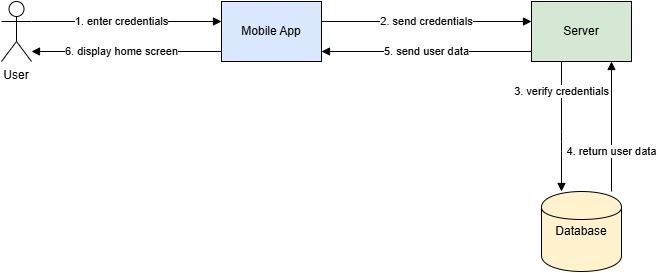 1. enter credentials
Mobile App
2. send credentials
Server
6. display home screen
5. send user data
User
3. verify credentials
4. return user data
Database